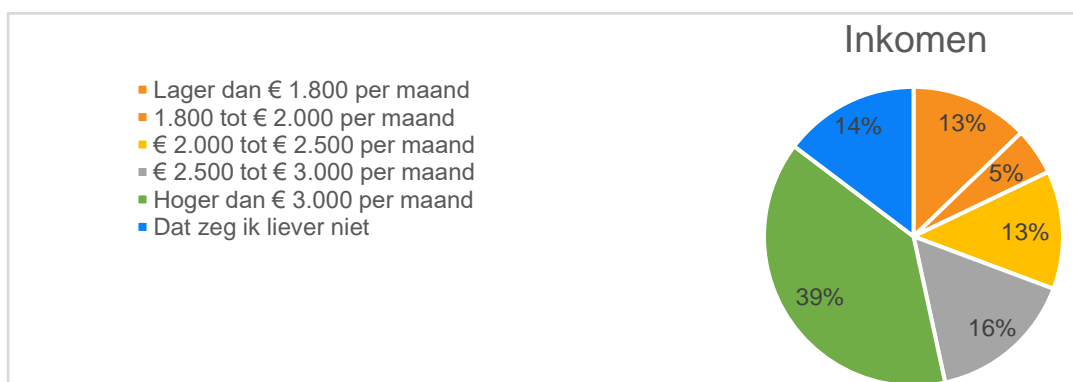 Inkomen
Lager dan € 1.800 per maand
1.800 tot € 2.000 per maand
€ 2.000 tot € 2.500 per maand
€ 2.500 tot € 3.000 per maand
Hoger dan € 3.000 per maand
Dat zeg ik liever niet
13%
5%
13%
16%
39%
14%